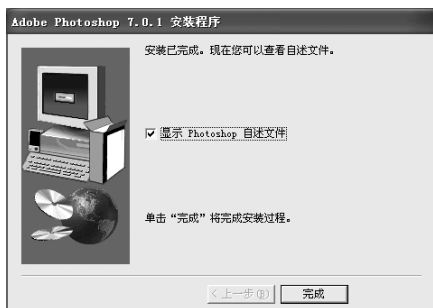 Adobe Photoshop 7.0.1 安装程序
安装已完成。现在您可以查看自述文件。
显示 Photoshop 自述文件
单击“完成”将完成安装过程。
< 上一步(B)
完成